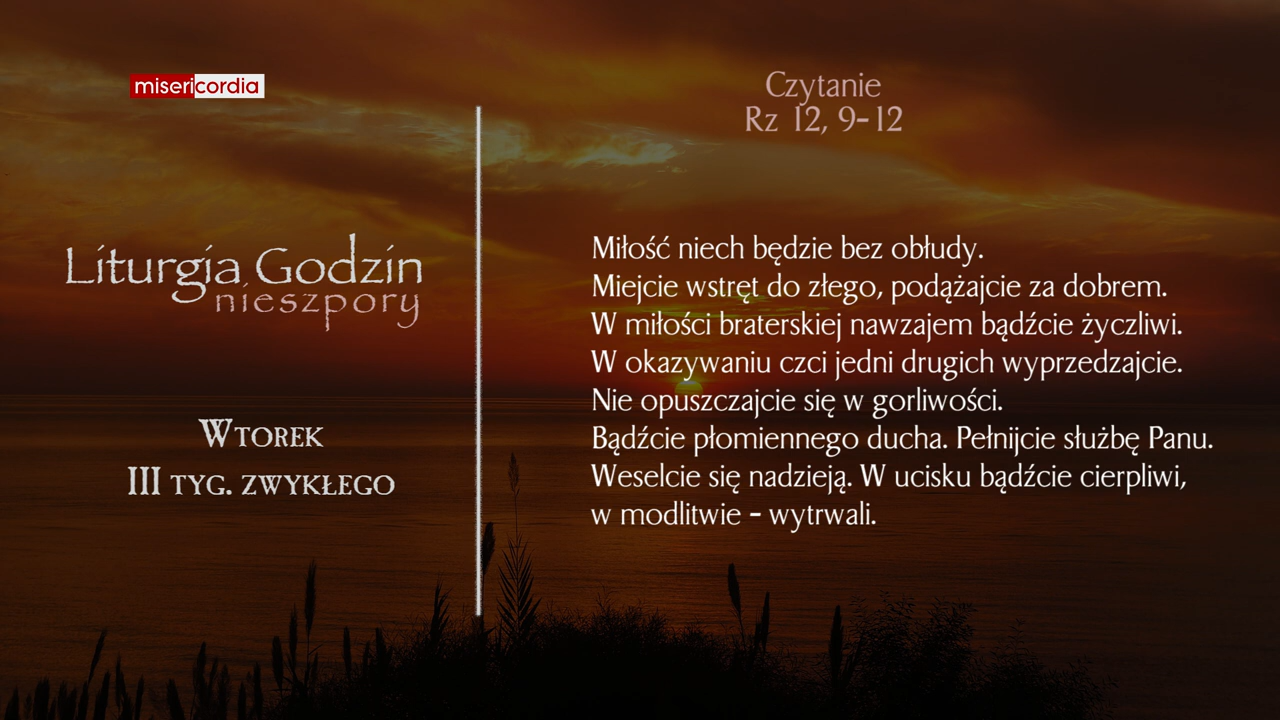 misericordia
Liturgia Godzin
nieszpory
Wtorek
III tyg. zwykłego
Czytanie
Rz 12, 9-12
Miłość niech będzie bez obłudy.
Miejcie wstręt do złego, podążajcie za dobrem.
W miłości braterskiej nawzajem bądźcie życzliwi.
W okazywaniu czci jedni drugich wyprzedzajcie.
Nie opuszczajcie się w gorliwości.
Bądźcie płomiennego ducha. Pełnijcie służbę Panu.
Weselcie się nadzieją. W ucisku bądźcie cierpliwi,
w modlitwie - wytrwali.